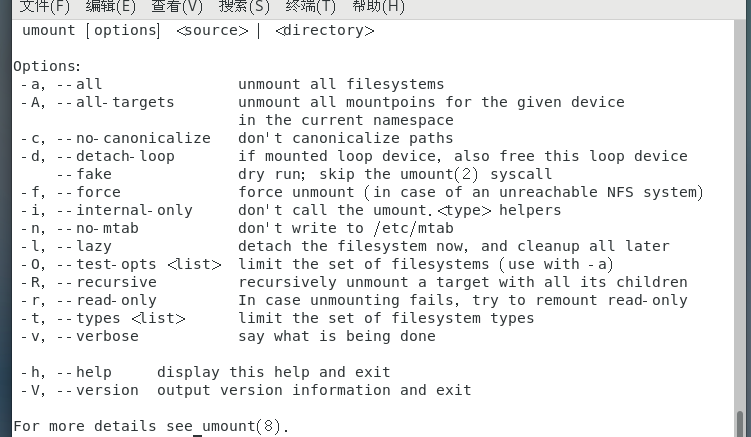 文件(F) 编辑(E) 查看(V) 搜索(S) 终端(T) 帮助(H)
umount [options] <source> | <directory>
Options:
-a, --all unmount all filesystems
-A, --all-targets unmount all mountpoins for the given device
in the current namespace
-c, --no-canonicalize don't canonicalize paths
-d, --detach-loop if mounted loop device, also free this loop device
--fake dry run; skip the umount(2) syscall
-f, --force force unmount (in case of an unreachable NFS system)
-i, --internal-only don't call the umount.<type> helpers
-n, --no-mtab don't write to /etc/mtab
-l, --lazy detach the filesystem now, and cleanup all later
-O, --test-opts <list> limit the set of filesystems (use with -a)
-R, --recursive recursively unmount a target with all its children
-r, --read-only In case unmounting fails, try to remount read-only
-t, --types <list> limit the set of filesystem types
-v, --verbose say what is being done
-h, --help display this help and exit
-V, --version output version information and exit
For more details see umount(8).